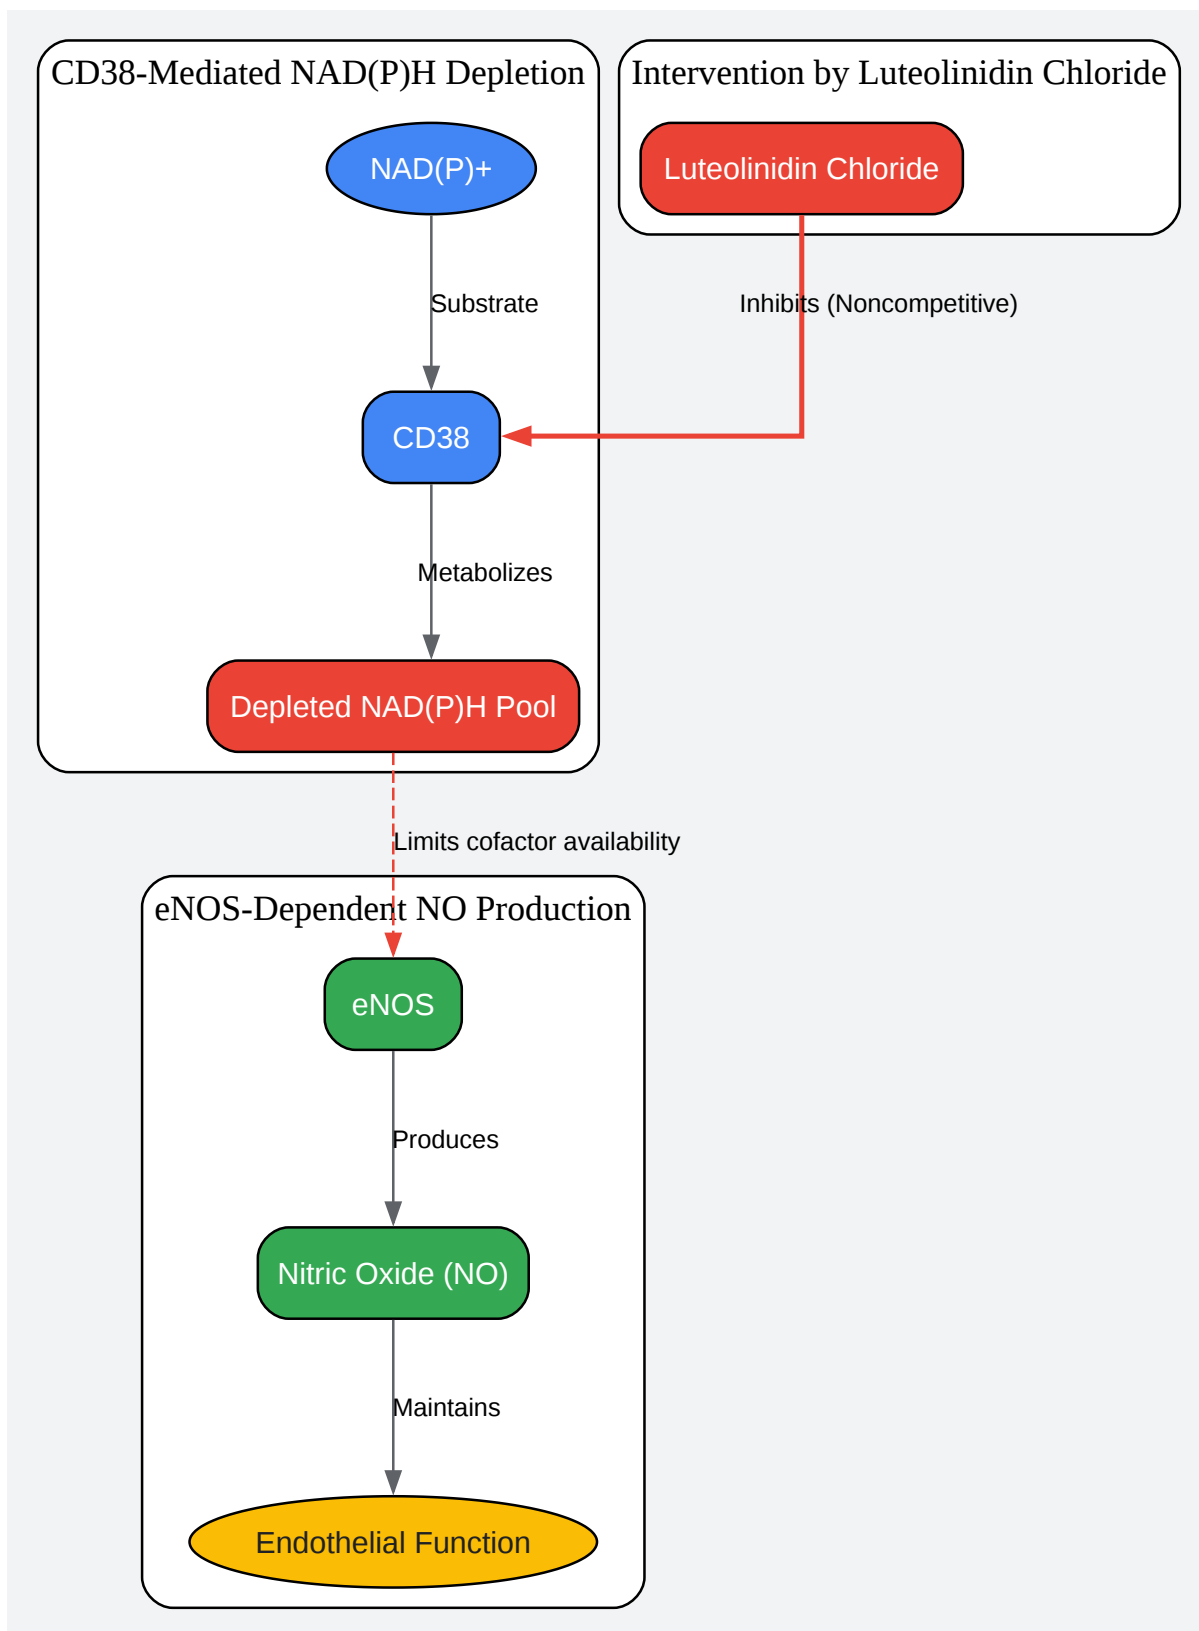 CD38-Mediated NAD(P)H Depletion
Intervention by Luteolinidin Chloride
NAD(P)+
Luteolinidin Chloride
Substrate
Inhibits (Noncompetitive)
CD38
Metabolizes
Depleted NAD(P)H Pool
Limits cofactor availability
eNOS-Dependent NO Production
eNOS
Produces
Nitric Oxide (NO)
Maintains
Endothelial Function